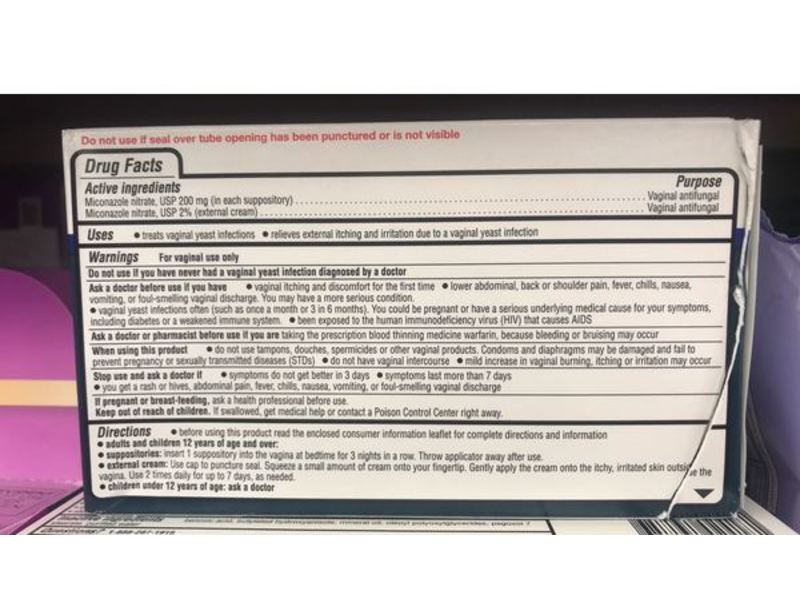 Do not use if seal over tube opening has been punctured or is not visible
Drug Facts
Active ingredients Purpose
Miconazole nitrate, USP 200 mg (in each suppository) ........ Vaginal antifungal
Miconazole nitrate, USP 2% (external cream) ........ Vaginal antifungal
Uses • treats vaginal yeast infections • relieves external itching and irritation due to a vaginal yeast infection
Warnings For vaginal use only
Do not use if you have never had a vaginal yeast infection diagnosed by a doctor
Ask a doctor before use if you have • vaginal itching and discomfort for the first time • lower abdominal, back or shoulder pain, fever, chills, nausea,
vomiting, or foul-smelling vaginal discharge. You may have a more serious condition.
• vaginal yeast infections often (such as once a month or 3 in 6 months). You could be pregnant or have a serious underlying medical cause for your symptoms,
including diabetes or a weakened immune system. • been exposed to the human immunodeficiency virus (HIV) that causes AIDS
Ask a doctor or pharmacist before use if you are taking the prescription blood thinning medicine warfarin, because bleeding or bruising may occur
When using this product • do not use tampons, douches, spermicides or other vaginal products. Condoms and diaphragms may be damaged and fail to
prevent pregnancy or sexually transmitted diseases (STDs) • do not have vaginal intercourse • mild increase in vaginal burning, itching or irritation may occur
Stop use and ask a doctor if • symptoms do not get better in 3 days • symptoms last more than 7 days
• you get a rash or hives, abdominal pain, fever, chills, nausea, vomiting, or foul-smelling vaginal discharge
If pregnant or breast-feeding, ask a health professional before use.
Keep out of reach of children. If swallowed, get medical help or contact a Poison Control Center right away.
Directions • before using this product read the enclosed consumer information leaflet for complete directions and information
• adults and children 12 years of age and over:
• suppositories: insert 1 suppository into the vagina at bedtime for 3 nights in a row. Throw applicator away after use.
• external cream: Use cap to puncture seal. Squeeze a small amount of cream onto your fingertip. Gently apply the cream onto the itchy, irritated skin outside the
vagina. Use 2 times daily for up to 7 days, as needed.
• children under 12 years of age: ask a doctor
benzoic acid, mineral oil,
Questions?